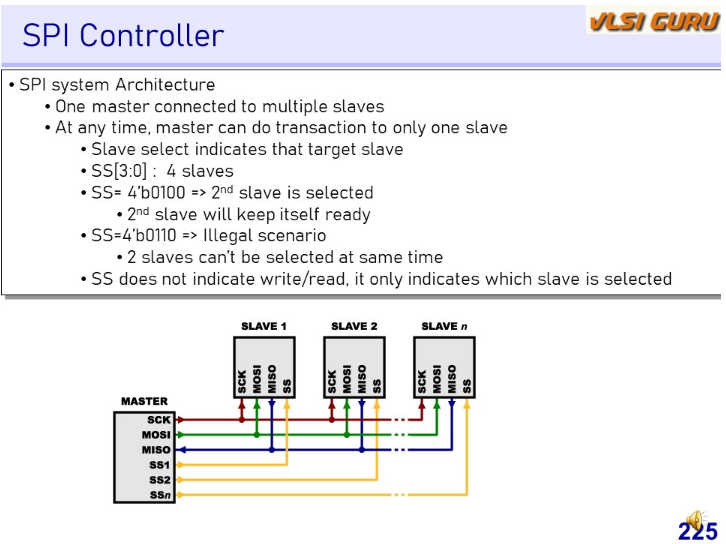 SPI Controller
VLSI GURU
• SPI system Architecture
• One master connected to multiple slaves
• At any time, master can do transaction to only one slave
• Slave select indicates that target slave
• SS[3:0] : 4 slaves
• SS= 4'b0100 => 2nd slave is selected
• 2nd slave will keep itself ready
• SS=4'b0110 => Illegal scenario
• 2 slaves can't be selected at same time
• SS does not indicate write/read, it only indicates which slave is selected
SLAVE 1
SLAVE 2
SLAVE n
SCK
MOSI
MISO
SS
SCK
MOSI
MISO
SS
SCK
MOSI
MISO
SS
MASTER
SCK
MOSI
MISO
SS1
SS2
SSn
225